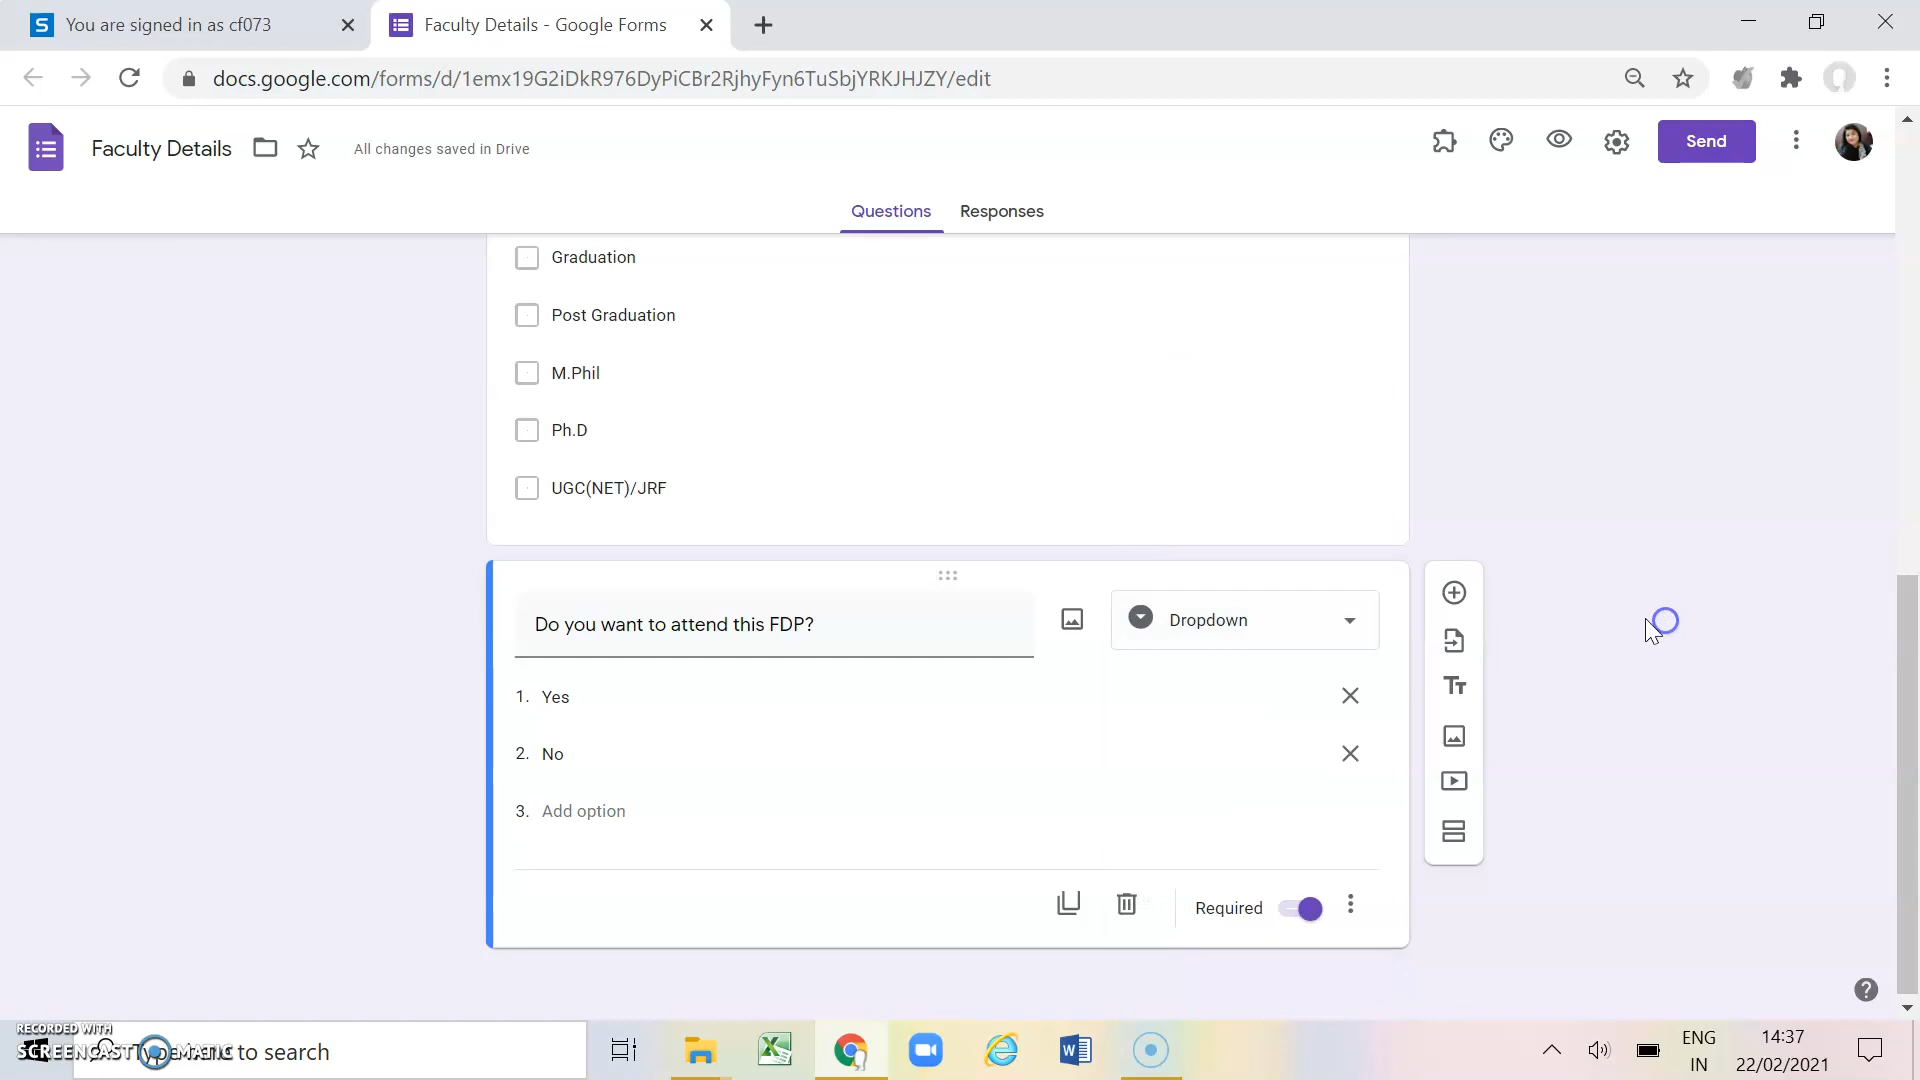 You are signed in as cf073
Faculty Details - Google Forms
docs.google.com/forms/d/1emx19G2iDkR976DyPiCBr2RjhyFyn6TuSbjYRKJHJZY/edit
Faculty Details
All changes saved in Drive
Send
Questions
Responses
Graduation
Post Graduation
M.Phil
Ph.D
UGC(NET)/JRF
Do you want to attend this FDP?
Dropdown
1. Yes
2. No
3. Add option
Required
RECORDED WITH
SCREENCAST MATIC
to search
ENG
IN
14:37
22/02/2021